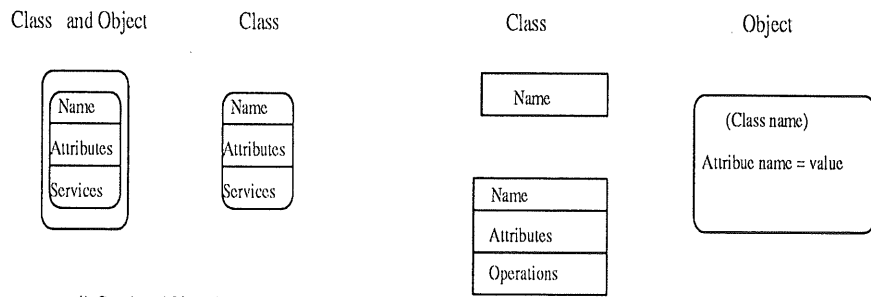 Class and Object
Class
Class
Object
Name
Attributes
Services
Name
Attributes
Services
Name
Name
Attributes
Operations
(Class name)
Attribue name = value